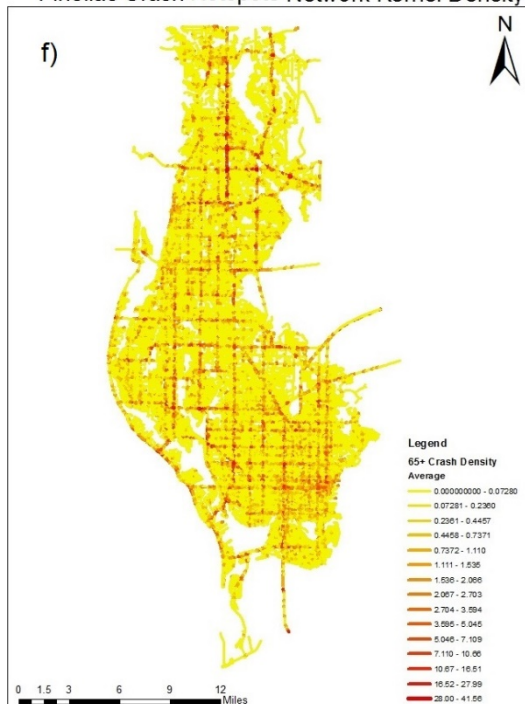 Pinellas Crash Network Kernel Density
f)
N
Legend
65+ Crash Density
Average
0.000000000 - 0.07280
0.07281 - 0.2360
0.2361 - 0.4457
0.4458 - 0.7371
0.7372 - 1.110
1.111 - 1.535
1.536 - 2.066
2.067 - 2.703
2.704 - 3.594
3.595 - 5.045
5.046 - 7.109
7.110 - 10.66
10.67 - 16.51
16.52 - 27.99
28.00 - 41.56
0 1.5 3 6 9 12
Miles